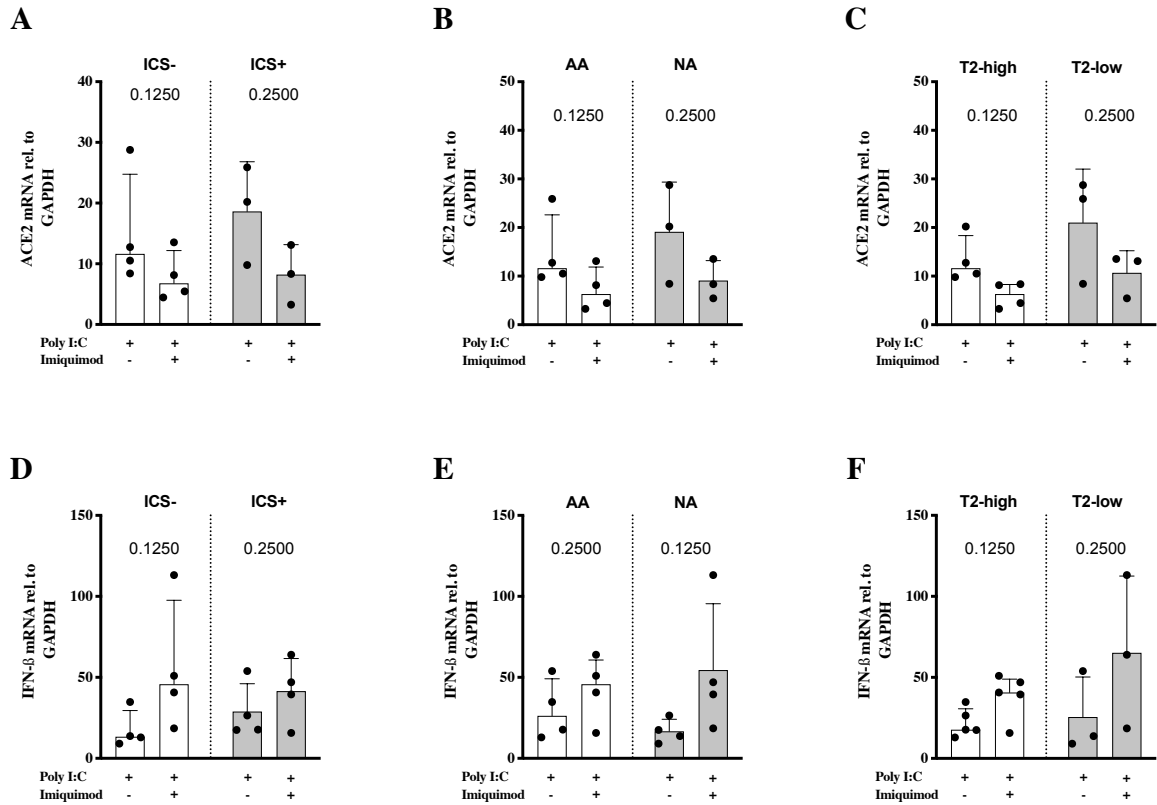 A
ICS-
ICS+
0.1250
0.2500
ACE2 mRNA rel. to
GAPDH
40
30
20
10
0
Poly I:C + + + +
Imiquimod - + - +
B
AA
NA
0.1250
0.2500
ACE2 mRNA rel. to
GAPDH
50
40
30
20
10
0
Poly I:C + + + +
Imiquimod - + - +
C
T2-high
T2-low
0.1250
0.2500
ACE2 mRNA rel. to
GAPDH
50
40
30
20
10
0
Poly I:C + + + +
Imiquimod - + - +
D
ICS-
ICS+
0.1250
0.2500
IFN-ß mRNA rel. to
GAPDH
150
100
50
0
Poly I:C + + + +
Imiquimod - + - +
E
AA
NA
0.2500
0.1250
IFN-ß mRNA rel. to
GAPDH
150
100
50
0
Poly I:C + + + +
Imiquimod - + - +
F
T2-high
T2-low
0.1250
0.2500
IFN-ß mRNA rel. to
GAPDH
150
100
50
0
Poly I:C + + + +
Imiquimod - + - +